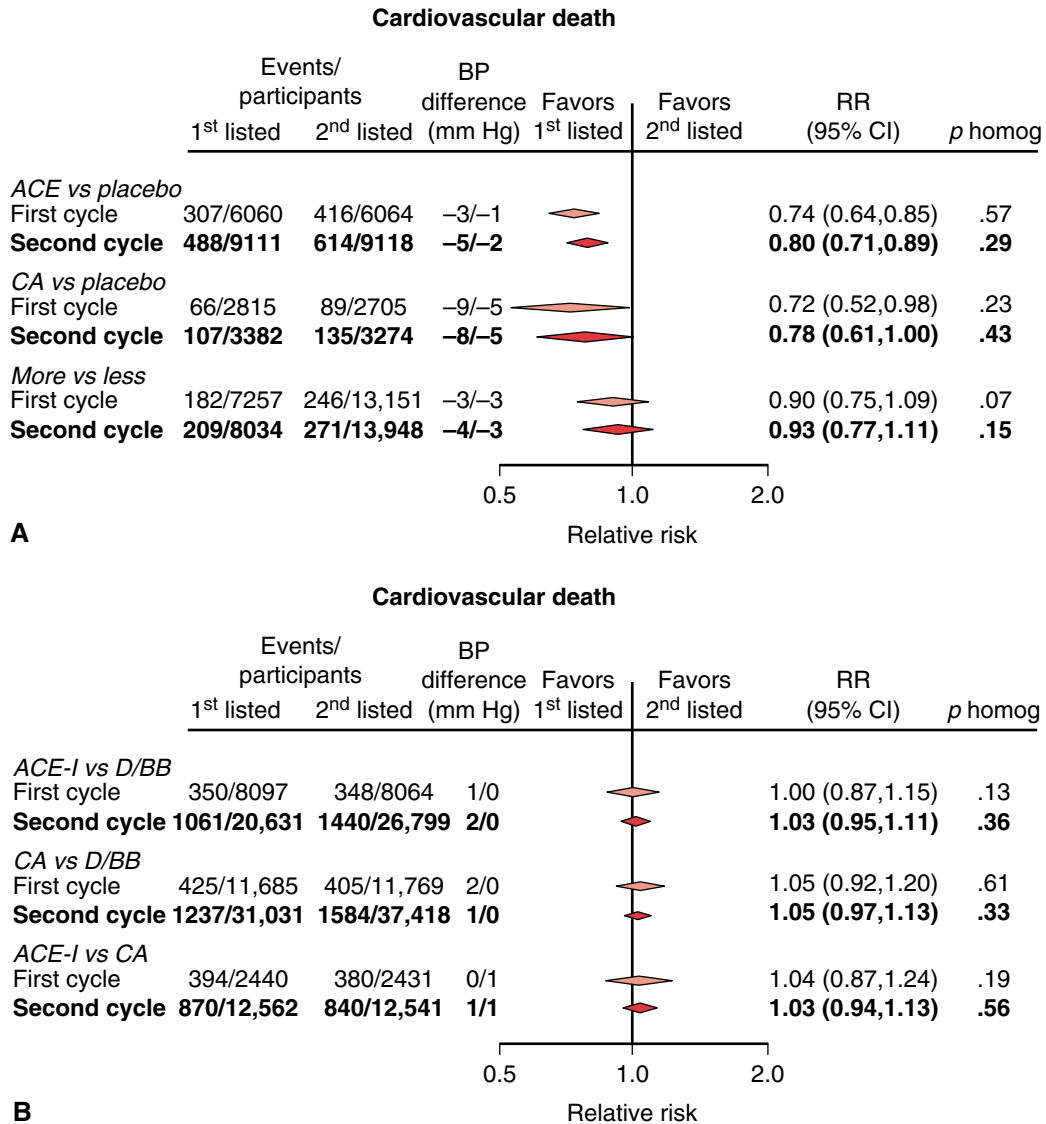 Cardiovascular death
Events/ participants BP difference (mm Hg) Favors 1st listed Favors 2nd listed RR (95% CI) p homog
1st listed 2nd listed
ACE vs placebo
First cycle 307/6060 416/6064 –3/–1 0.74 (0.64,0.85) .57
Second cycle 488/9111 614/9118 –5/–2 0.80 (0.71,0.89) .29
CA vs placebo
First cycle 66/2815 89/2705 –9/–5 0.72 (0.52,0.98) .23
Second cycle 107/3382 135/3274 –8/–5 0.78 (0.61,1.00) .43
More vs less
First cycle 182/7257 246/13,151 –3/–3 0.90 (0.75,1.09) .07
Second cycle 209/8034 271/13,948 –4/–3 0.93 (0.77,1.11) .15
0.5 1.0 2.0
Relative risk
A
Cardiovascular death
Events/ participants BP difference (mm Hg) Favors 1st listed Favors 2nd listed RR (95% CI) p homog
1st listed 2nd listed
ACE-I vs D/BB
First cycle 350/8097 348/8064 1/0 1.00 (0.87,1.15) .13
Second cycle 1061/20,631 1440/26,799 2/0 1.03 (0.95,1.11) .36
CA vs D/BB
First cycle 425/11,685 405/11,769 2/0 1.05 (0.92,1.20) .61
Second cycle 1237/31,031 1584/37,418 1/0 1.05 (0.97,1.13) .33
ACE-I vs CA
First cycle 394/2440 380/2431 0/1 1.04 (0.87,1.24) .19
Second cycle 870/12,562 840/12,541 1/1 1.03 (0.94,1.13) .56
0.5 1.0 2.0
Relative risk
B